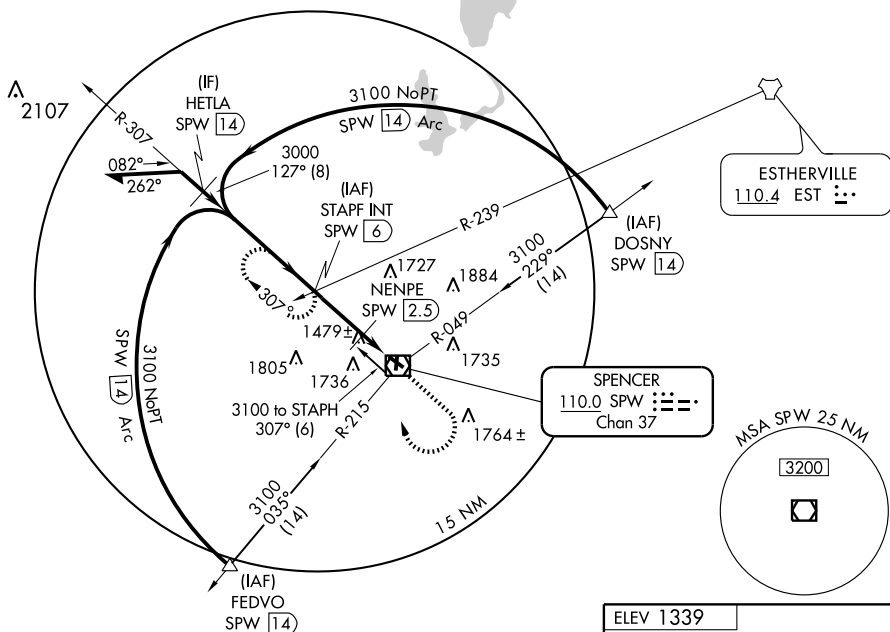 2107
R-307
(IF)
HETLA
SPW 14
082°
262°
3100 NoPT
SPW 14 Arc
3000
127° (8)
(IAF)
STAPF INT
SPW 6
R-239
ESTHERVILLE
110.4 EST
(IAF)
DOSNY
SPW 14
3100
229°
(14)
R-049
307°
1727
1884
NENPE
SPW 2.5
1479±
1805
1736
1735
3100 NoPT
SPW 14 Arc
3100 to STAPH
307° (6)
R-215
SPENCER
110.0 SPW
Chan 37
1764±
3100
035°
(14)
15 NM
(IAF)
FEDVO
SPW 14
MSA SPW 25 NM
3200
ELEV 1339